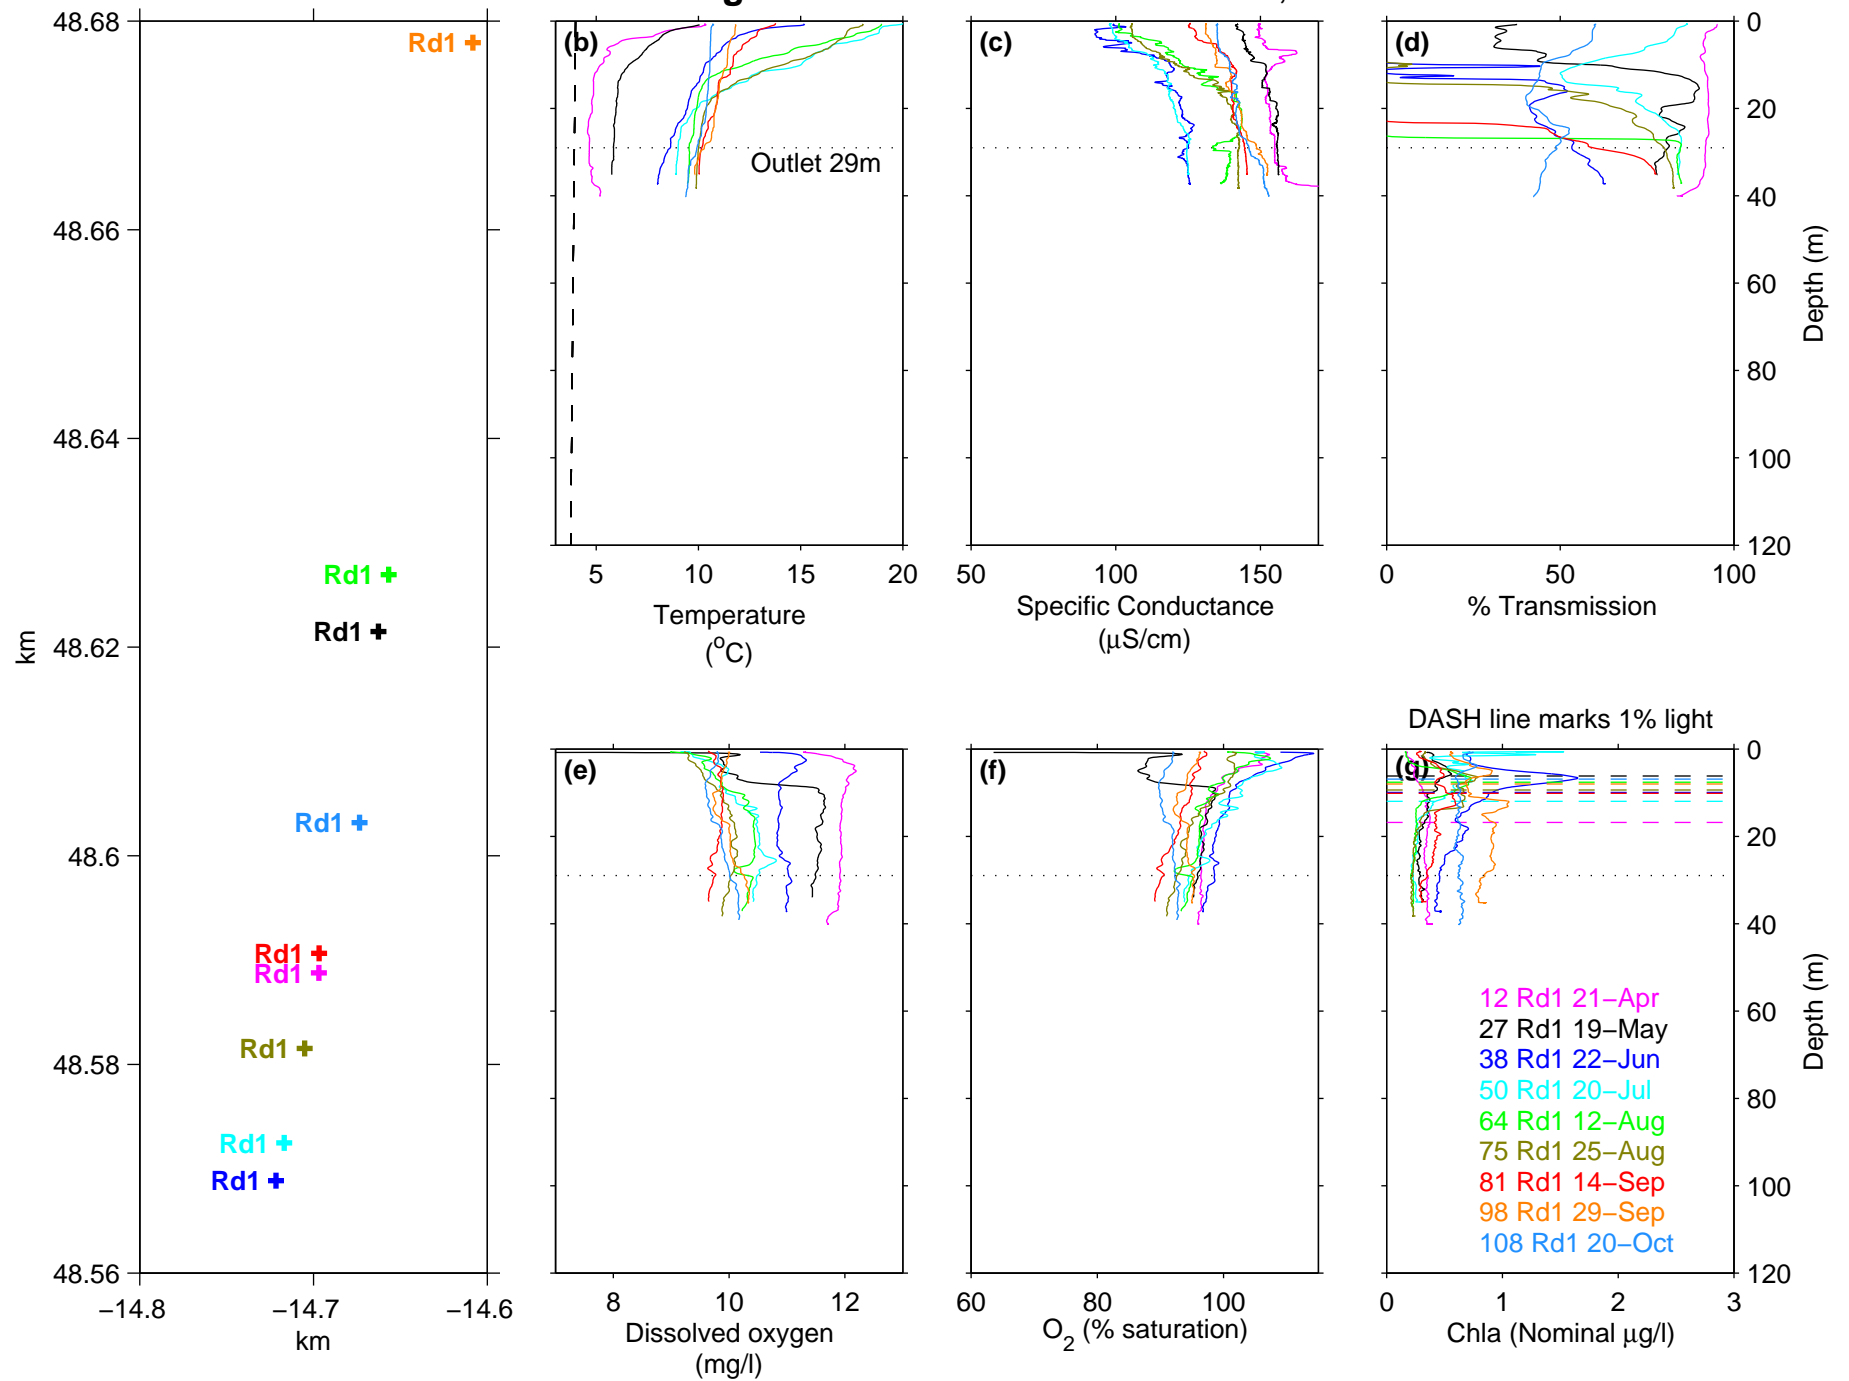 48.68
48.66
48.64
48.62
48.6
48.58
48.56
km
−14.8
−14.7
−14.6
km
Rd1
Rd1
Rd1
Rd1
Rd1
Rd1
Rd1
Rd1
Rd1
(b)
Outlet 29m
5
10
15
20
Temperature
(°C)
(c)
50
100
150
Specific Conductance
(μS/cm)
(d)
0
50
100
% Transmission
0
20
40
60
80
100
120
Depth (m)
(e)
8
10
12
Dissolved oxygen
(mg/l)
(f)
60
80
100
O2 (% saturation)
DASH line marks 1% light
(g)
12 Rd1 21−Apr
27 Rd1 19−May
38 Rd1 22−Jun
50 Rd1 20−Jul
64 Rd1 12−Aug
75 Rd1 25−Aug
81 Rd1 14−Sep
98 Rd1 29−Sep
108 Rd1 20−Oct
0
1
2
3
Chla (Nominal μg/l)
0
20
40
60
80
100
120
Depth (m)